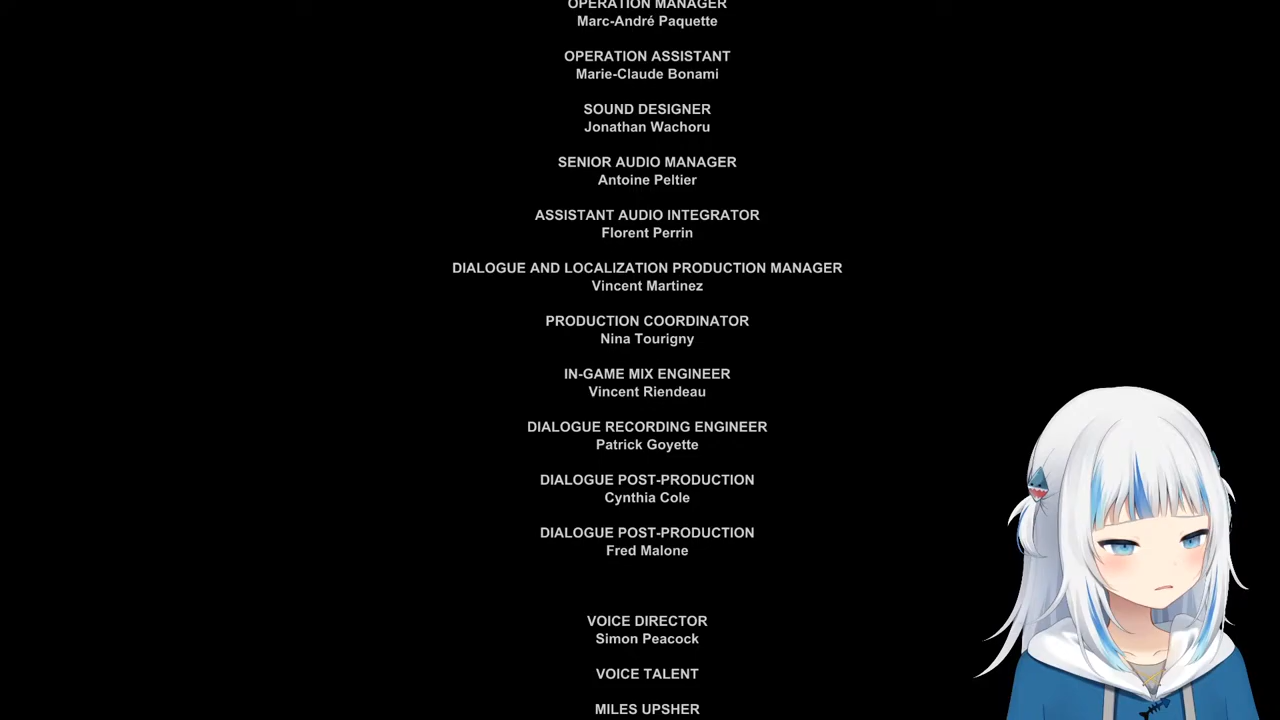 OPERATION MANAGER
Marc-André Paquette
OPERATION ASSISTANT
Marie-Claude Bonami
SOUND DESIGNER
Jonathan Wachoru
SENIOR AUDIO MANAGER
Antoine Peltier
ASSISTANT AUDIO INTEGRATOR
Florent Perrin
DIALOGUE AND LOCALIZATION PRODUCTION MANAGER
Vincent Martinez
PRODUCTION COORDINATOR
Nina Tourigny
IN-GAME MIX ENGINEER
Vincent Riendeau
DIALOGUE RECORDING ENGINEER
Patrick Goyette
DIALOGUE POST-PRODUCTION
Cynthia Cole
DIALOGUE POST-PRODUCTION
Fred Malone
VOICE DIRECTOR
Simon Peacock
VOICE TALENT
MILES UPSHER